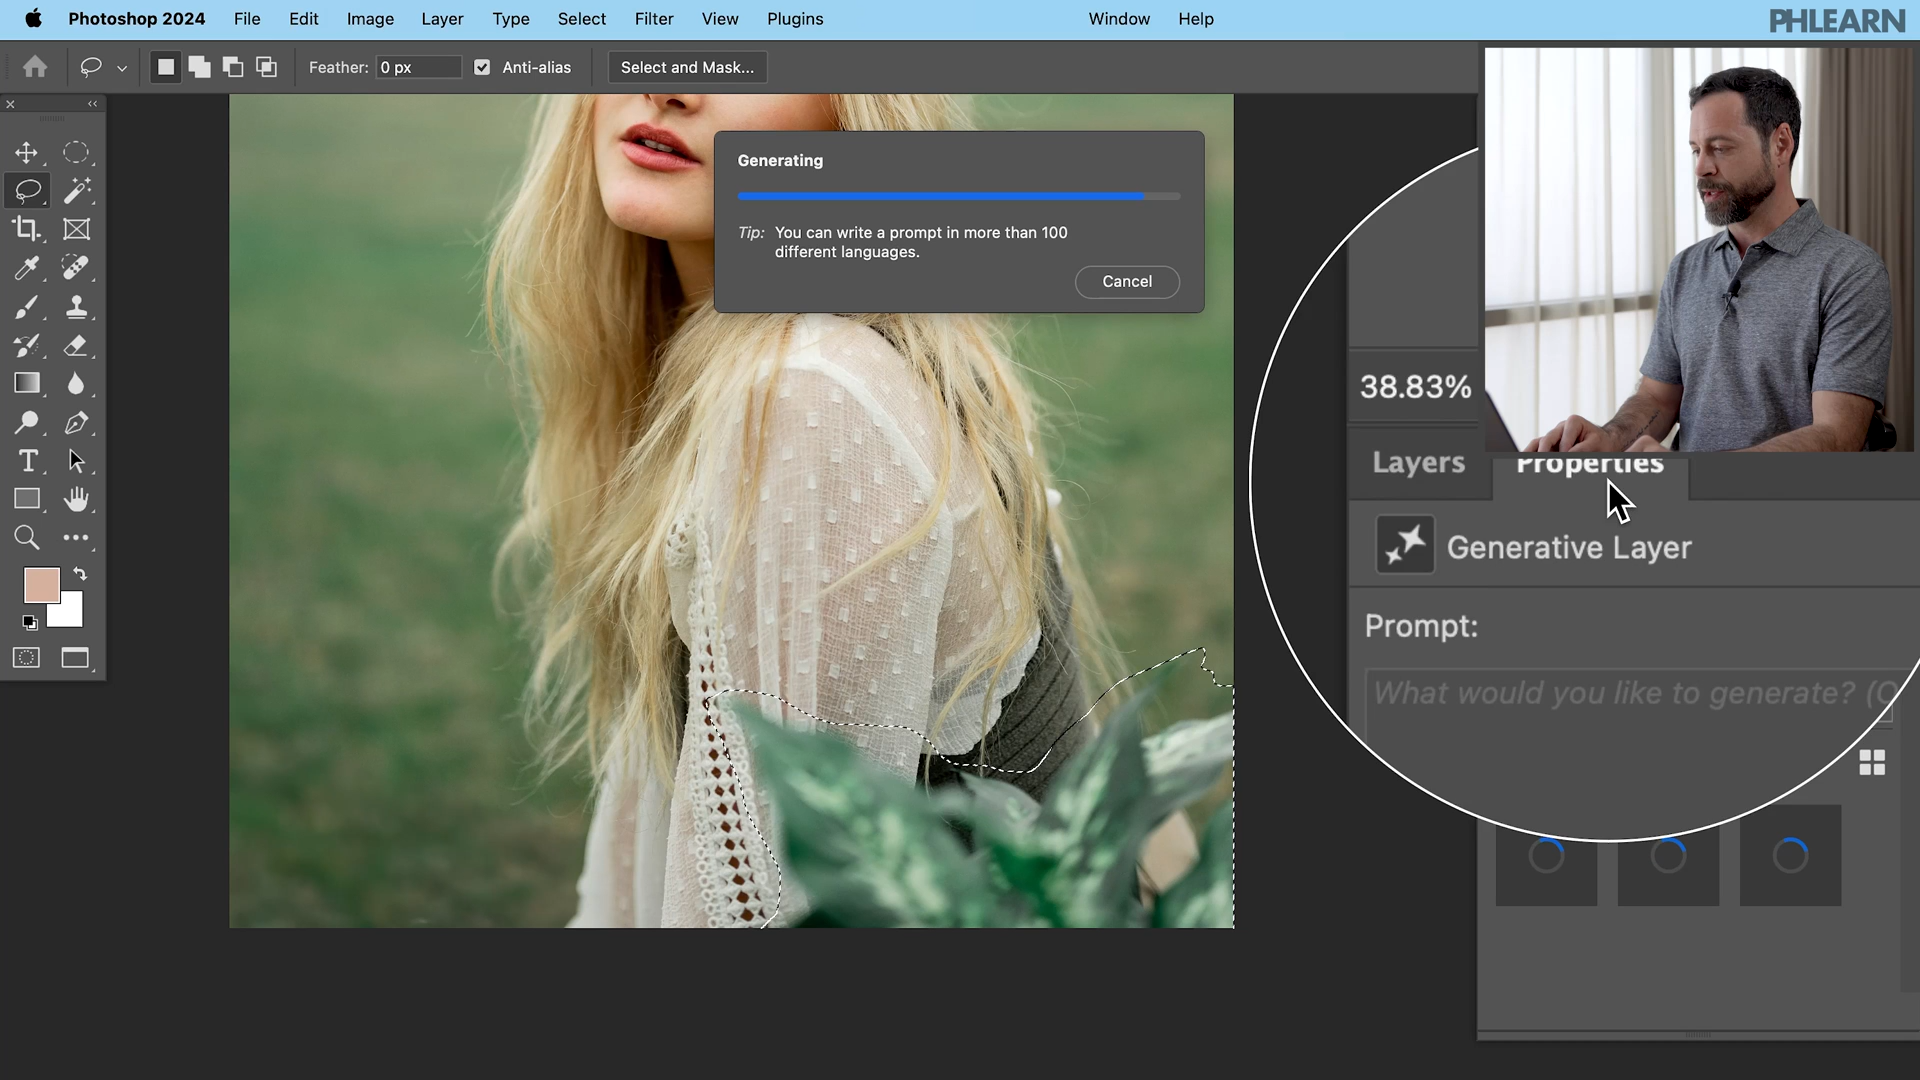 Photoshop 2024 File Edit Image Layer Type Select Filter View Plugins Window Help
PHLEARN
Feather: 0 px Anti-alias Select and Mask...
Generating
Tip: You can write a prompt in more than 100
different languages.
Cancel
38.83%
Layers Properties
Generative Layer
Prompt:
What would you like to generate? (O